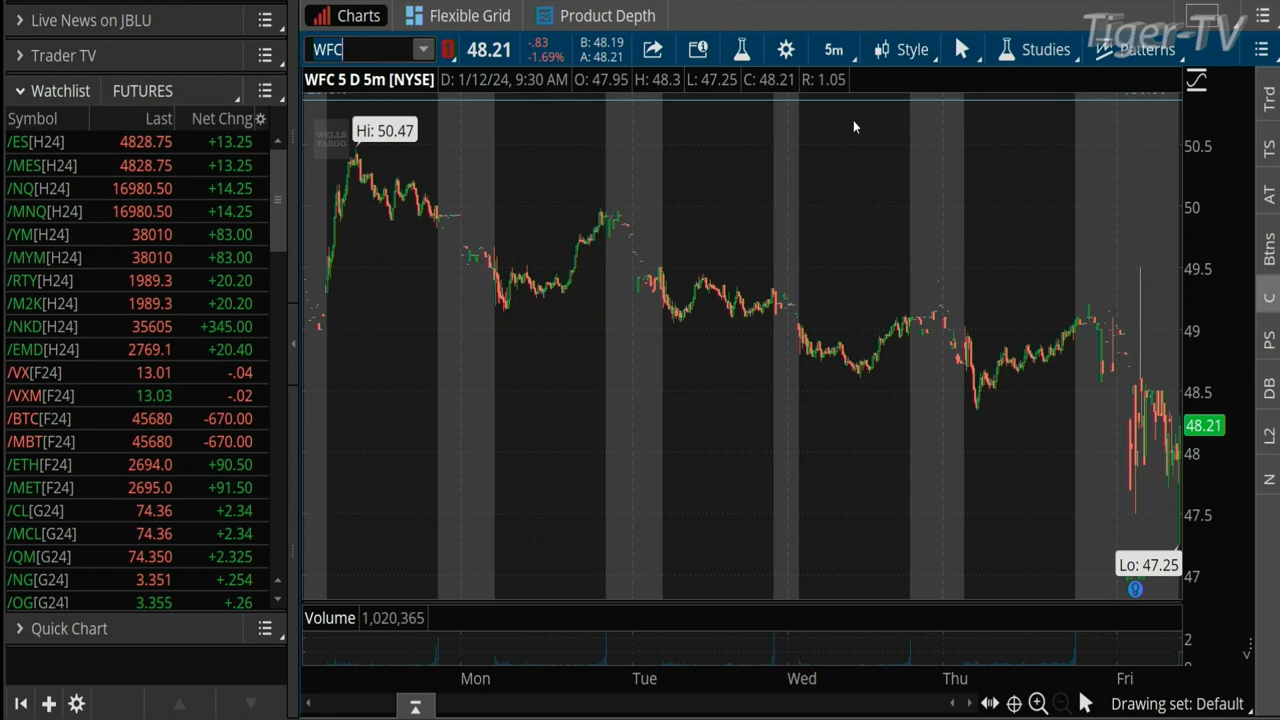 Live News on JBLU
Trader TV
Watchlist FUTURES
Symbol Last Net Chng
/ES[H24] 4828.75 +13.25
/MES[H24] 4828.75 +13.25
/NQ[H24] 16980.50 +14.25
/MNQ[H24] 16980.50 +14.25
/YM[H24] 38010 +83.00
/MYM[H24] 38010 +83.00
/RTY[H24] 1989.3 +20.20
/M2K[H24] 1989.3 +20.20
/NKD[H24] 35605 +345.00
/EMD[H24] 2769.1 +20.40
/VX[F24] 13.01 -.04
/VXM[F24] 13.03 -.02
/BTC[F24] 45680 -670.00
/MBT[F24] 45680 -670.00
/ETH[F24] 2694.0 +90.50
/MET[F24] 2695.0 +91.50
/CL[G24] 74.36 +2.34
/MCL[G24] 74.36 +2.34
/QM[G24] 74.350 +2.325
/NG[G24] 3.351 +.254
/QG[G24] 3.355 +.26
Quick Chart
Charts Flexible Grid Product Depth
Tiger-TV
WFC 48.21 -.83 B: 48.19 5m Style Studies Patterns
-1.69% A: 48.21
WFC 5 D 5m [NYSE] D: 1/12/24, 9:30 AM O: 47.95 H: 48.3 L: 47.25 C: 48.21 R: 1.05
WELLS
FARGO
Hi: 50.47
50.5
50
49.5
49
48.5
48.21
48
47.5
Lo: 47.25
47
Volume 1,020,365
2
0
Mon Tue Wed Thu Fri
Drawing set: Default
Trd
TS
AT
Btns
C
PS
DB
L2
N